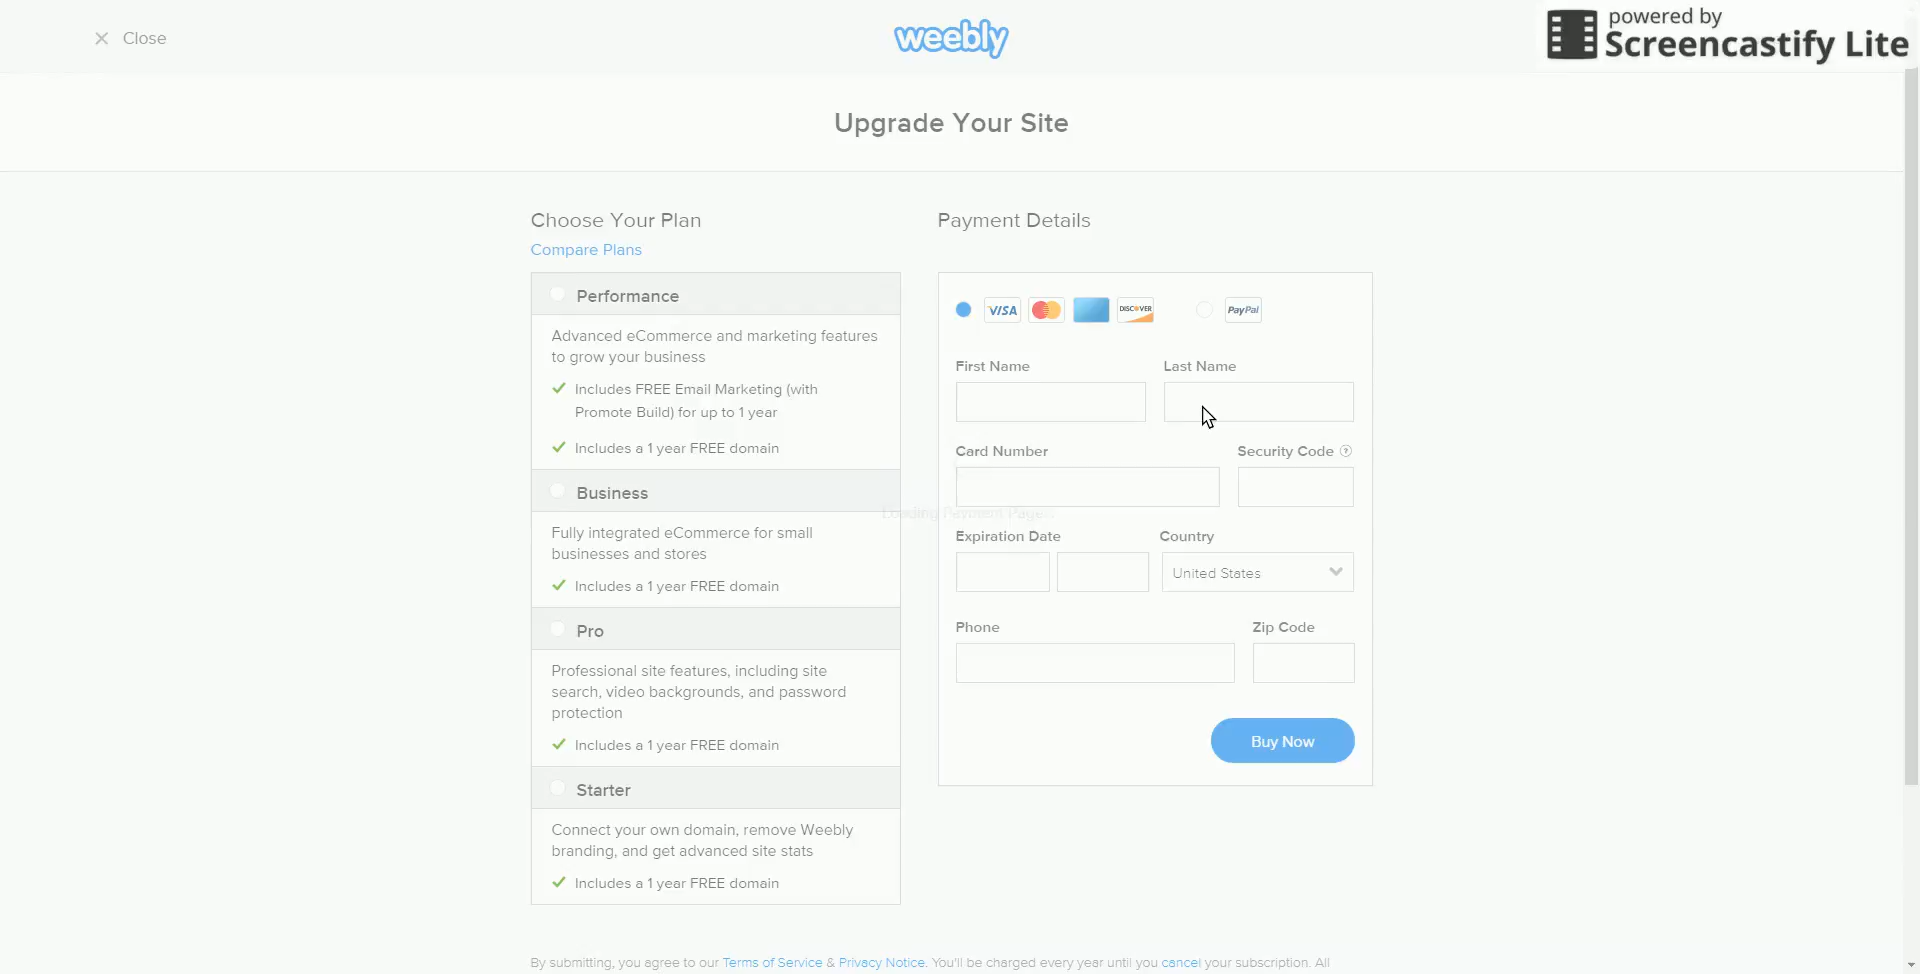 Close
weebly
powered by
Screencastify Lite
Upgrade Your Site
Choose Your Plan
Compare Plans
Performance
Advanced eCommerce and marketing features
to grow your business
Includes FREE Email Marketing (with
Promote Build) for up to 1 year
Includes a 1 year FREE domain
Business
Fully integrated eCommerce for small
businesses and stores
Includes a 1 year FREE domain
Pro
Professional site features, including site
search, video backgrounds, and password
protection
Includes a 1 year FREE domain
Starter
Connect your own domain, remove Weebly
branding, and get advanced site stats
Includes a 1 year FREE domain
Payment Details
VISA
DISCOVER
PayPal
First Name
Last Name
Card Number
Security Code ?
Loading Payment Page...
Expiration Date
Country
United States
Phone
Zip Code
Buy Now
By submitting, you agree to our Terms of Service & Privacy Notice. You'll be charged every year until you cancel your subscription. All